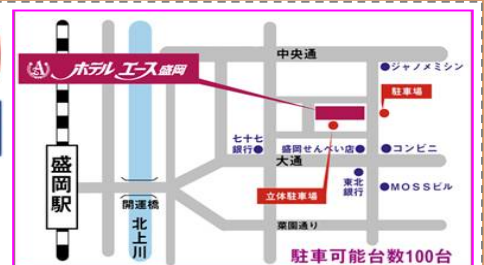 中央通
ジャノメミシン
Ⓐ ホテル エース 盛岡
駐車場
七十七
銀行
盛岡せんべい店
コンビニ
大通
盛岡駅
東北
銀行
MOSSビル
立体駐車場
開運橋
北上川
菜園通り
駐車可能台数100台